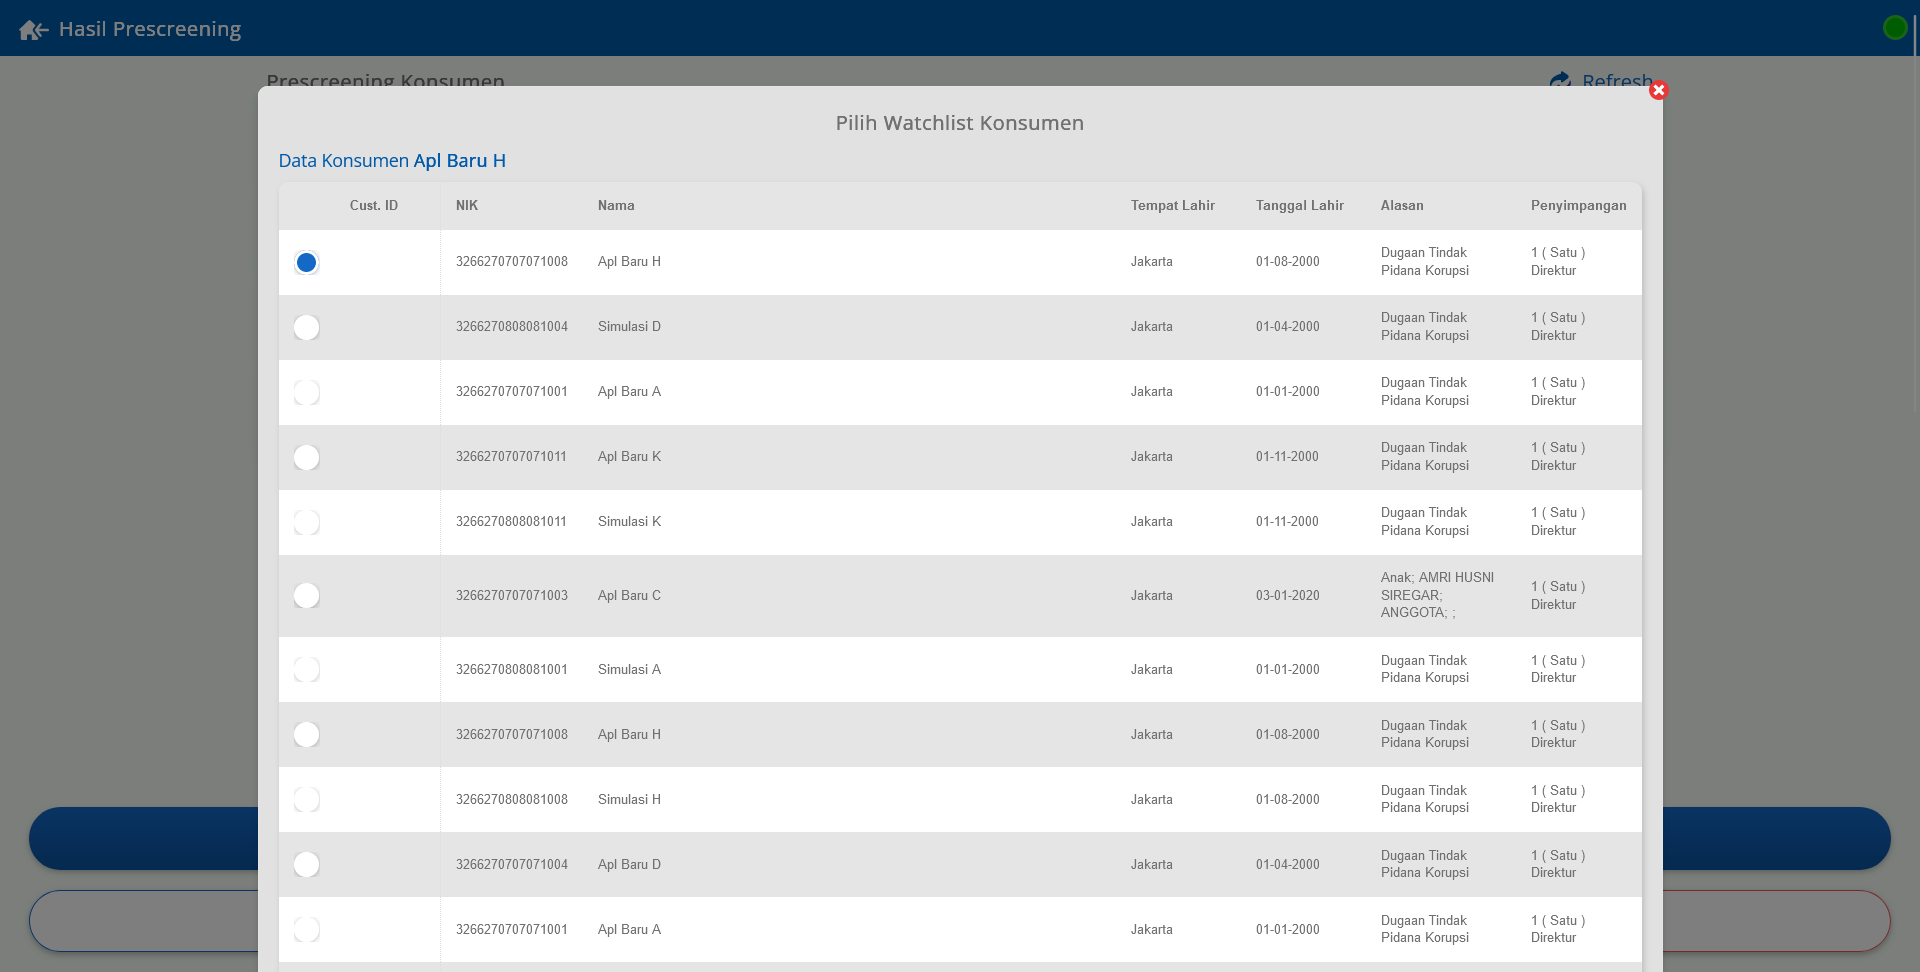 Hasil Prescreening
Prescreening Konsumen
Refresh
Pilih Watchlist Konsumen
Data Konsumen Apl Baru H
Cust. ID NIK Nama Tempat Lahir Tanggal Lahir Alasan Penyimpangan
3266270707071008 Apl Baru H Jakarta 01-08-2000 Dugaan Tindak Pidana Korupsi 1 ( Satu ) Direktur
3266270808081004 Simulasi D Jakarta 01-04-2000 Dugaan Tindak Pidana Korupsi 1 ( Satu ) Direktur
3266270707071001 Apl Baru A Jakarta 01-01-2000 Dugaan Tindak Pidana Korupsi 1 ( Satu ) Direktur
3266270707071011 Apl Baru K Jakarta 01-11-2000 Dugaan Tindak Pidana Korupsi 1 ( Satu ) Direktur
3266270808081011 Simulasi K Jakarta 01-11-2000 Dugaan Tindak Pidana Korupsi 1 ( Satu ) Direktur
3266270707071003 Apl Baru C Jakarta 03-01-2020 Anak; AMRI HUSNI SIREGAR; ANGGOTA; ; 1 ( Satu ) Direktur
3266270808081001 Simulasi A Jakarta 01-01-2000 Dugaan Tindak Pidana Korupsi 1 ( Satu ) Direktur
3266270707071008 Apl Baru H Jakarta 01-08-2000 Dugaan Tindak Pidana Korupsi 1 ( Satu ) Direktur
3266270808081008 Simulasi H Jakarta 01-08-2000 Dugaan Tindak Pidana Korupsi 1 ( Satu ) Direktur
3266270707071004 Apl Baru D Jakarta 01-04-2000 Dugaan Tindak Pidana Korupsi 1 ( Satu ) Direktur
3266270707071001 Apl Baru A Jakarta 01-01-2000 Dugaan Tindak Pidana Korupsi 1 ( Satu ) Direktur